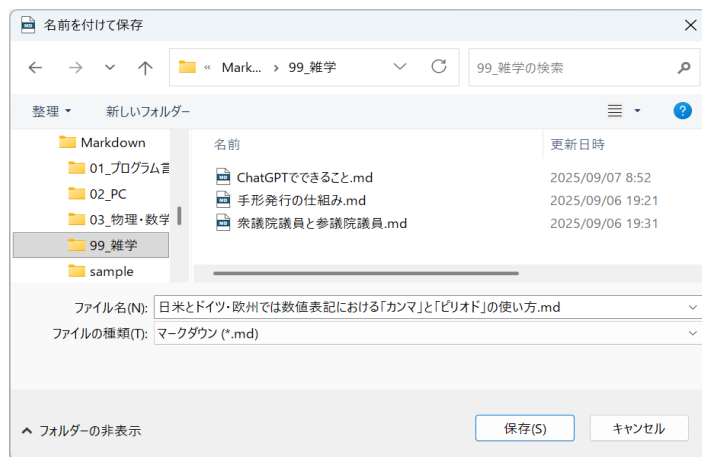 名前を付けて保存
« Mark... › 99_雑学
99_雑学の検索
整理
新しいフォルダー
Markdown
01_プログラム言
02_PC
03_物理・数学
99_雑学
sample
名前
更新日時
ChatGPTでできること.md
2025/09/07 8:52
手形発行の仕組み.md
2025/09/06 19:21
衆議院議員と参議院議員.md
2025/09/06 19:31
ファイル名(N): 日米とドイツ・欧州では数値表記における「カンマ」と「ピリオド」の使い方.md
ファイルの種類(T): マークダウン (*.md)
フォルダーの非表示
保存(S)
キャンセル